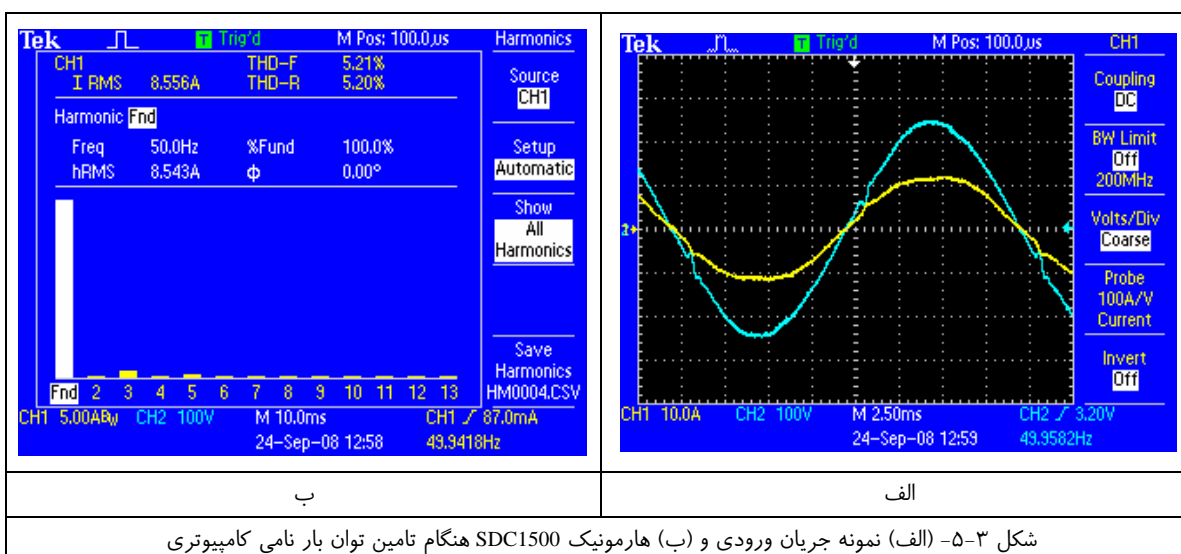 Tek T Trig'd M Pos: 100.0µs Harmonics
CH1 THD-F 5.21%
I RMS 8.556A THD-R 5.20%
Source
CH1
Harmonic Fnd
Freq 50.0Hz %Fund 100.0%
hRMS 8.543A ϕ 0.00°
Setup
Automatic
Show
All
Harmonics
Save
Harmonics
HM0004.CSV
Fnd 2 3 4 5 6 7 8 9 10 11 12 13
CH1 5.00ABW CH2 100V M 10.0ms CH1 87.0mA
24-Sep-08 12:58 49.9418Hz
Tek T Trig'd M Pos: 100.0µs CH1
Coupling
DC
BW Limit
Off
200MHz
Volts/Div
Coarse
Probe
100A/V
Current
Invert
Off
CH1 10.0A CH2 100V M 2.50ms CH2 3.20V
24-Sep-08 12:59 49.9582Hz
الف
ب
شکل ۳-۵- (الف) نمونه جریان ورودی و (ب) هارمونیک SDC1500 هنگام تامین توان بار نامی کامپیوتری